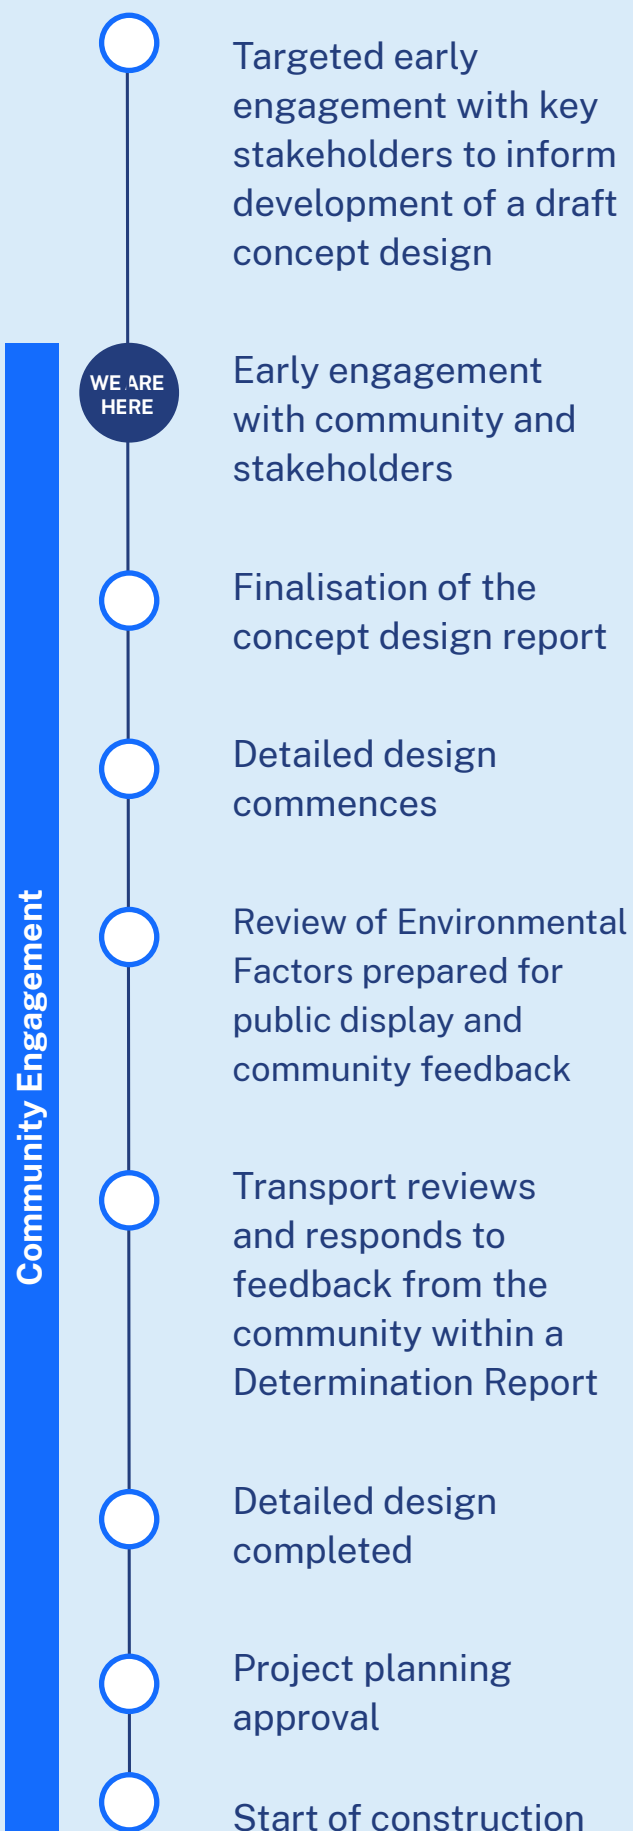 Targeted early
engagement with key
stakeholders to inform
development of a draft
concept design
WE ARE
HERE
Early engagement
with community and
stakeholders
Finalisation of the
concept design report
Detailed design
commences
Community Engagement
Review of Environmental
Factors prepared for
public display and
community feedback
Transport reviews
and responds to
feedback from the
community within a
Determination Report
Detailed design
completed
Project planning
approval
Start of construction